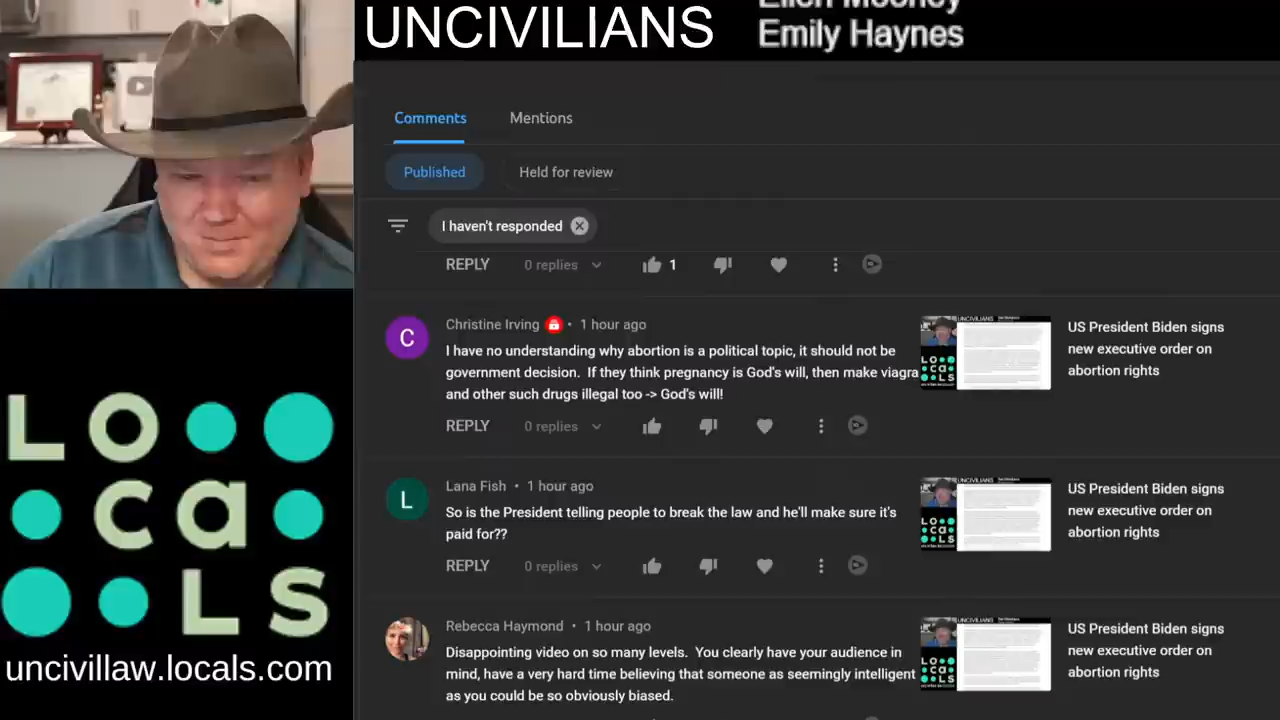 UNCIVILIANS
Ellen Mooney
Emily Haynes
Comments
Mentions
Published
Held for review
I haven't responded
REPLY
0 replies
1
C
Christine Irving • 1 hour ago
I have no understanding why abortion is a political topic, it should not be
government decision. If they think pregnancy is God's will, then make viagra
and other such drugs illegal too -> God's will!
REPLY
0 replies
US President Biden signs
new executive order on
abortion rights
L
Lana Fish • 1 hour ago
So is the President telling people to break the law and he'll make sure it's
paid for??
REPLY
0 replies
US President Biden signs
new executive order on
abortion rights
Rebecca Haymond • 1 hour ago
Disappointing video on so many levels. You clearly have your audience in
mind, have a very hard time believing that someone as seemingly intelligent
as you could be so obviously biased.
US President Biden signs
new executive order on
abortion rights
LO
ca
LS
uncivillaw.locals.com